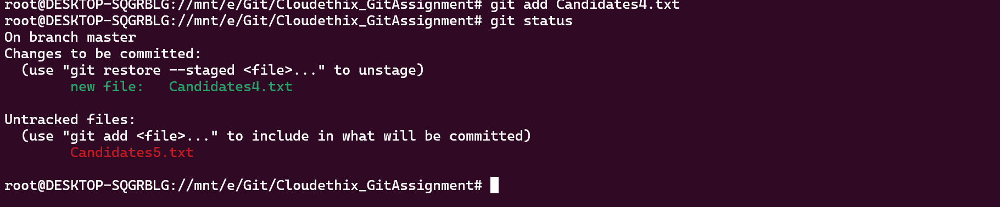 root@DESKTOP-SQGRBLG://mnt/e/Git/Cloudethix_GitAssignment# git add Candidates4.txt
root@DESKTOP-SQGRBLG://mnt/e/Git/Cloudethix_GitAssignment# git status
On branch master
Changes to be committed:
  (use "git restore --staged <file>..." to unstage)
        new file:   Candidates4.txt

Untracked files:
  (use "git add <file>..." to include in what will be committed)
        Candidates5.txt

root@DESKTOP-SQGRBLG://mnt/e/Git/Cloudethix_GitAssignment#